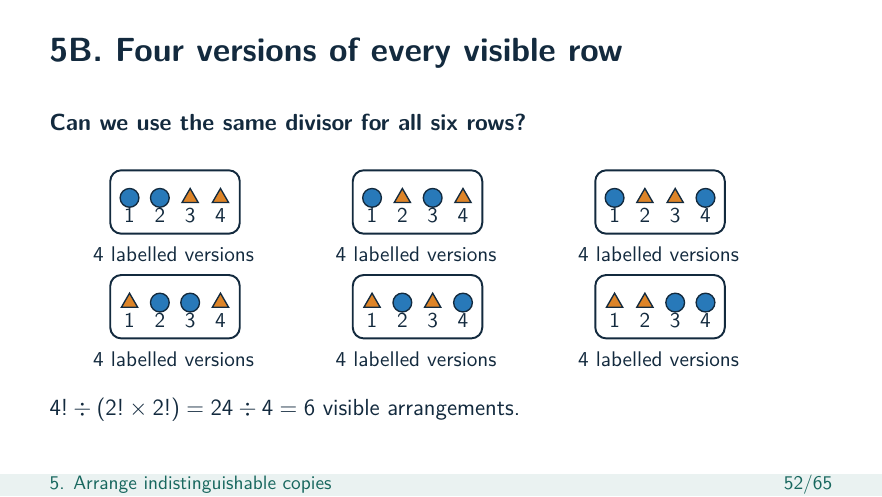 5B. Four versions of every visible row
Can we use the same divisor for all six rows?
1 2 3 4
1 2 3 4
1 2 3 4
4 labelled versions
4 labelled versions
4 labelled versions
1 2 3 4
1 2 3 4
1 2 3 4
4 labelled versions
4 labelled versions
4 labelled versions
4! ÷ (2! × 2!) = 24 ÷ 4 = 6 visible arrangements.
5. Arrange indistinguishable copies
52/65